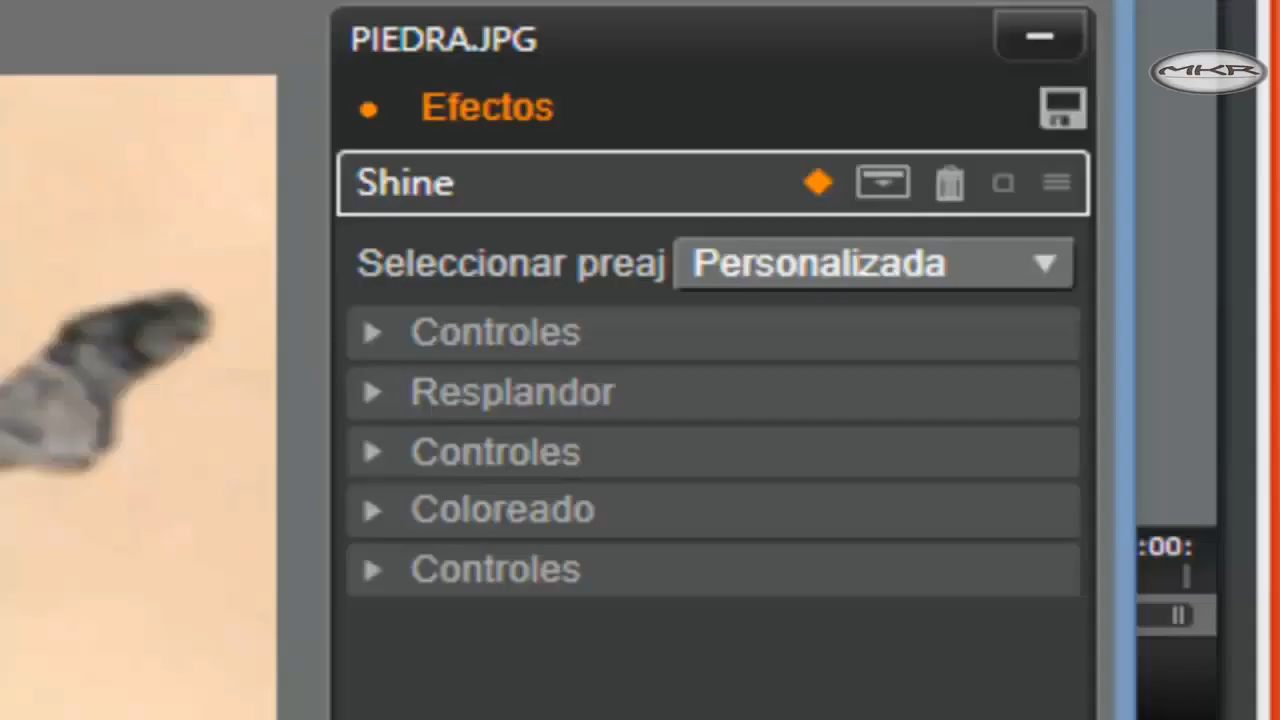 PIEDRA.JPG
MKR
Efectos
Shine
Seleccionar preaj Personalizada
Controles
Resplandor
Controles
Coloreado
:00:
Controles